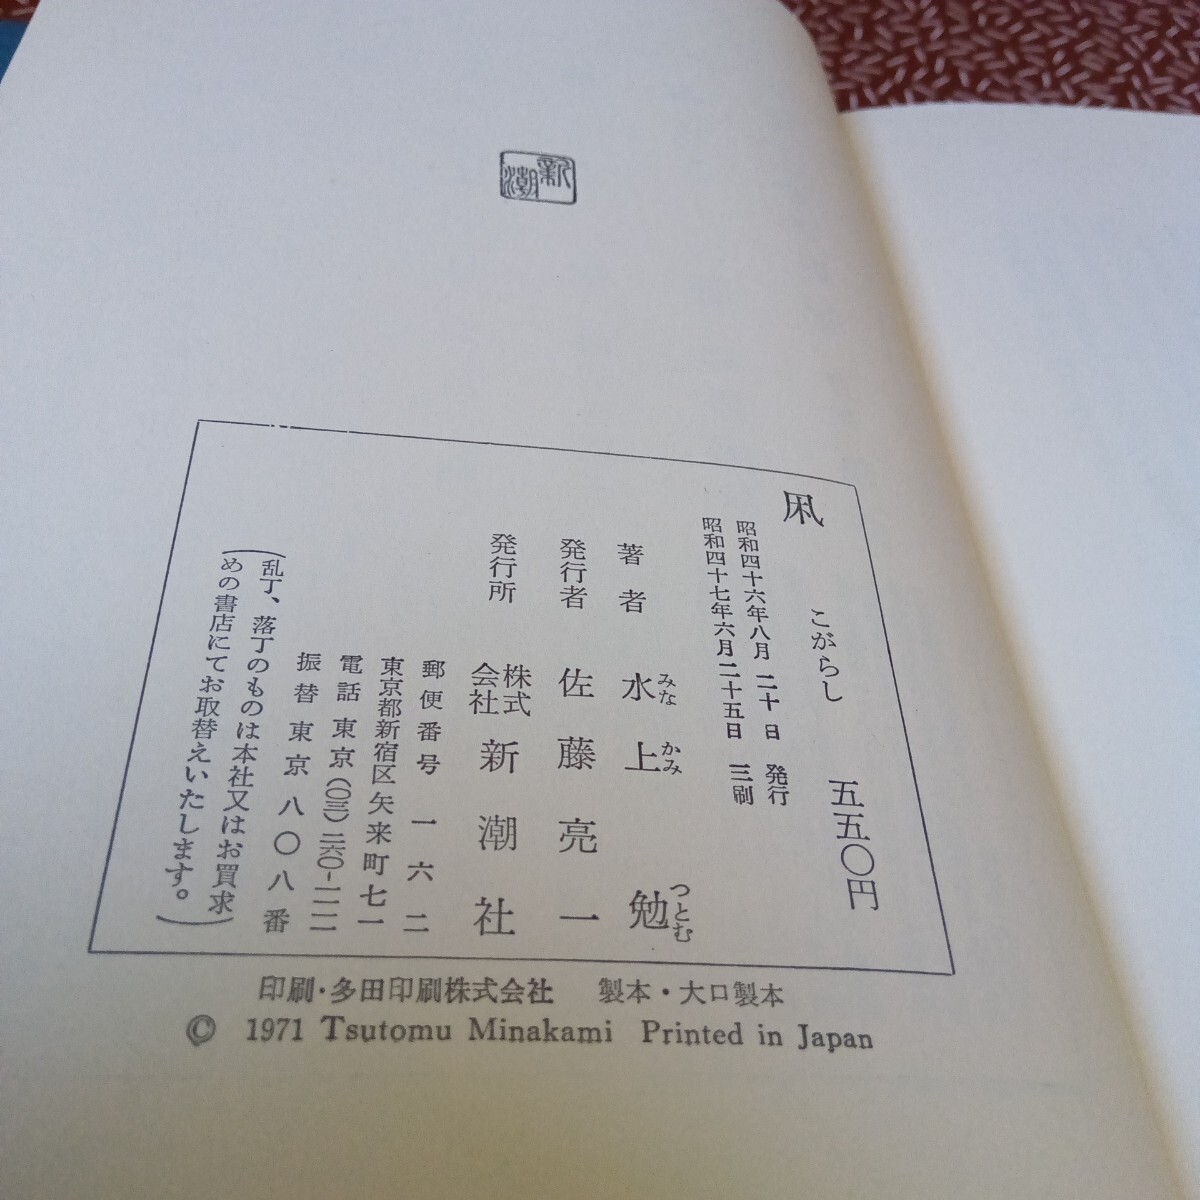 新潮
凩 こがらし 五五〇円
昭和四十六年八月二十日 発行
昭和四十七年六月二十五日 三刷
著者 水上勉
みな かみ つとむ
発行者 佐藤亮一
発行所 株式会社 新潮社
郵便番号 一六二
東京都新宿区矢来町七一
電話東京(〇三)二六〇-一一一一
振替東京八〇八番
(乱丁、落丁のものは本社又はお買求
めの書店にてお取替えいたします。)
印刷・多田印刷株式会社 製本・大口製本
© 1971 Tsutomu Minakami Printed in Japan